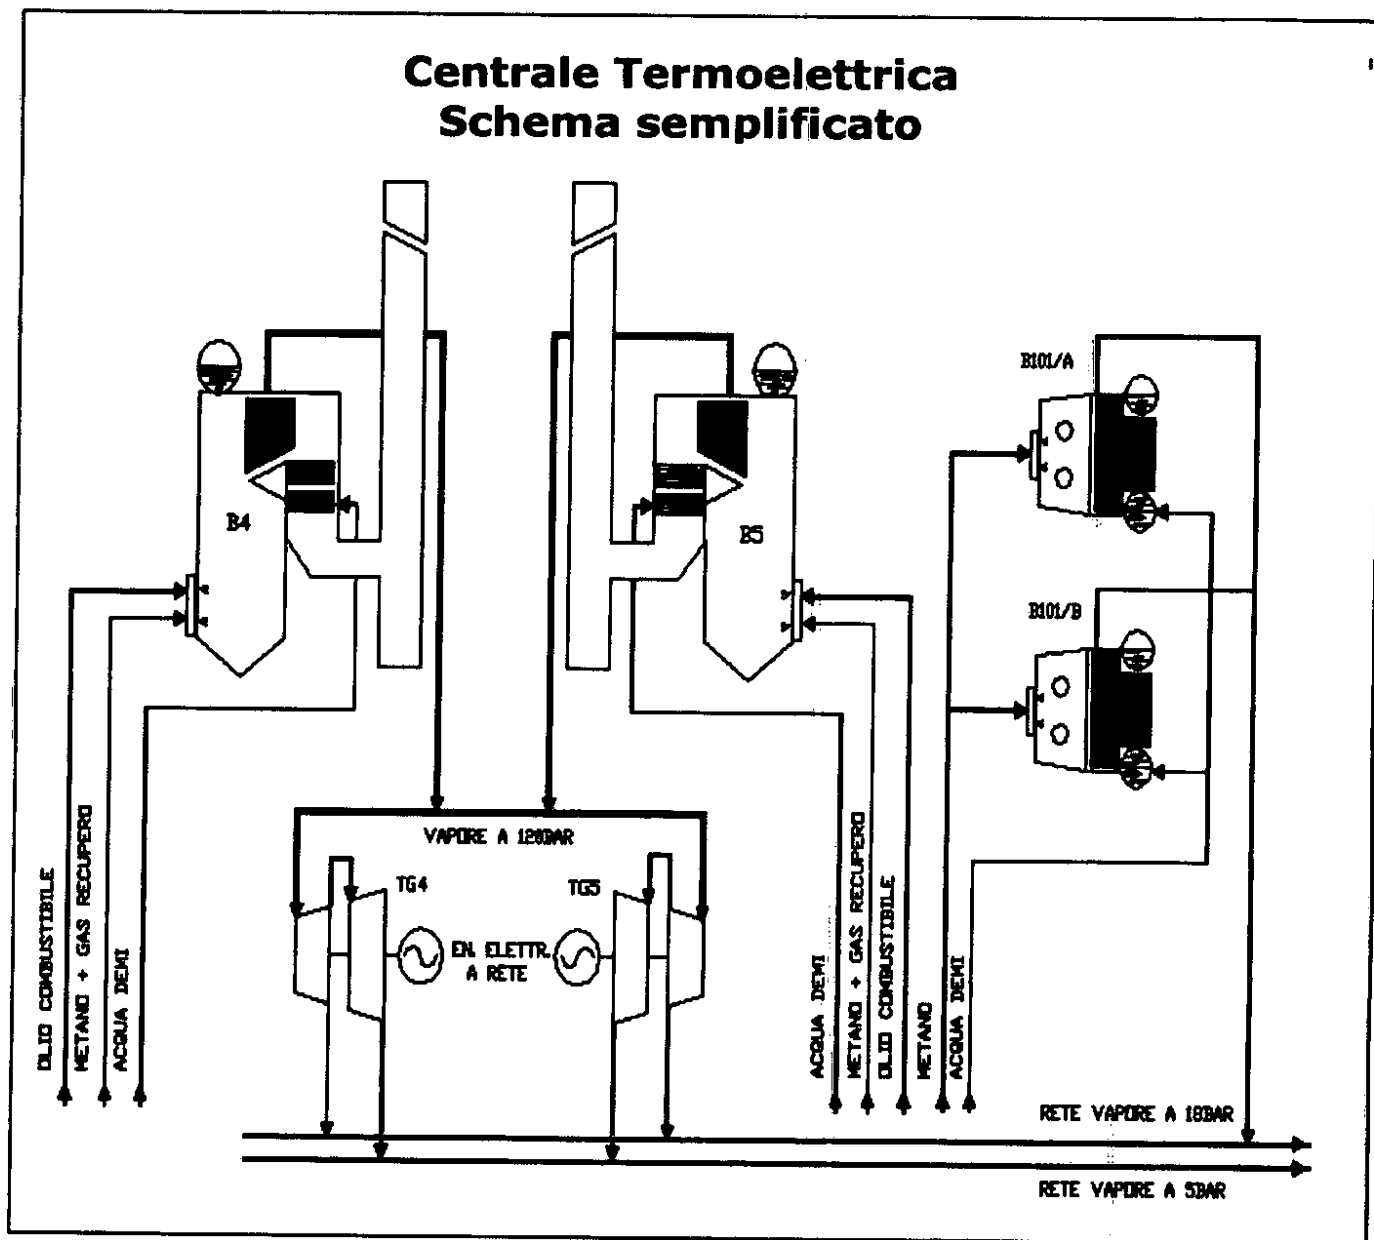 Centrale Termoelettrica
Schema semplificato
B101/A
B4
B5
B101/B
VAPORE A 120BAR
TG4
TG5
EN. ELETTR.
A RETE
OLIO COMBUSTIBILE
METANO + GAS RECUPERO
ACQUA DEMI
ACQUA DEMI
METANO + GAS RECUPERO
OLIO COMBUSTIBILE
METANO
ACQUA DEMI
RETE VAPORE A 18BAR
RETE VAPORE A 5BAR